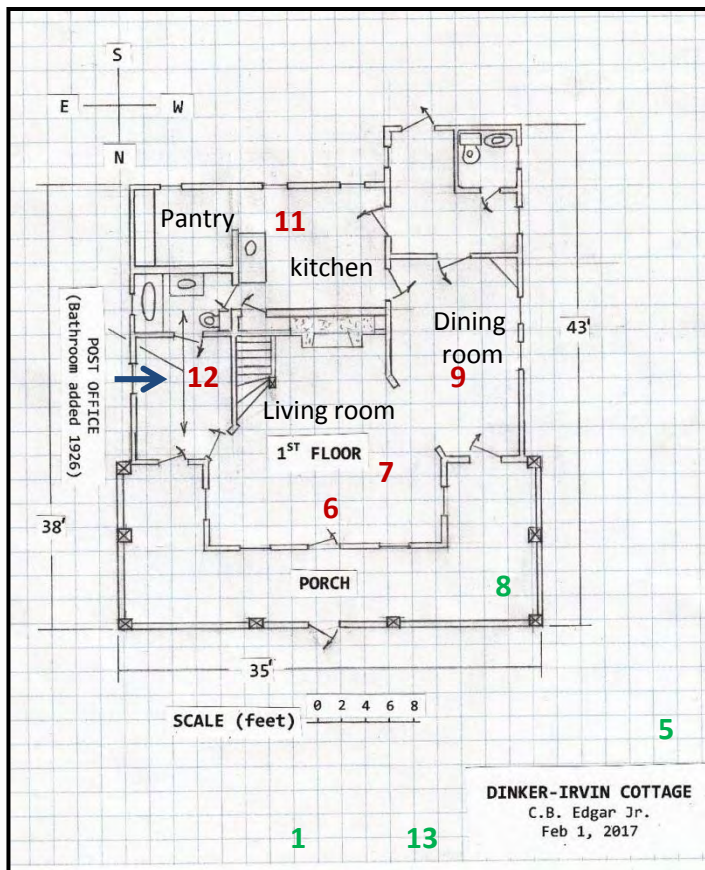 S
E W
N
Pantry
11
kitchen
POST OFFICE
(Bathroom added 1926)
12
Dining
room
9
43'
Living room
1ST FLOOR
7
6
38'
PORCH
8
35'
SCALE (feet) 0 2 4 6 8
5
DINKER-IRVIN COTTAGE
C.B. Edgar Jr.
Feb 1, 2017
1 13